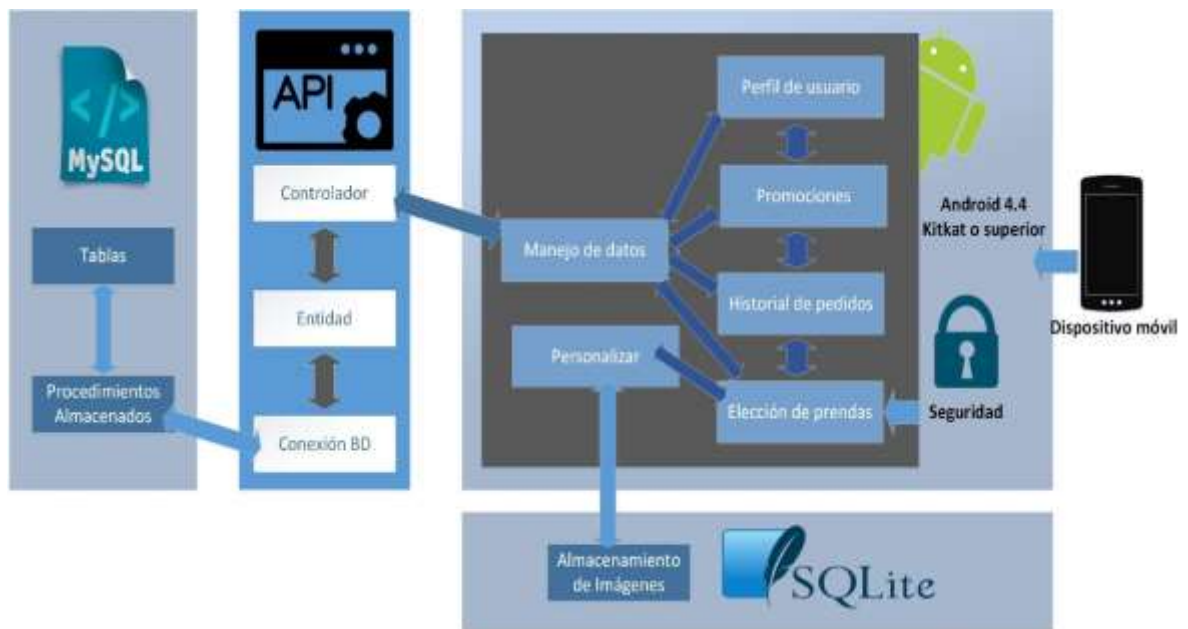 MySQL
Tablas
Procedimientos
Almacenados
API
Controlador
Entidad
Conexión BD
Manejo de datos
Personalizar
Perfil de usuario
Promociones
Historial de pedidos
Elección de prendas
Android 4.4
Kitkat o superior
Seguridad
Dispositivo móvil
Almacenamiento
de Imágenes
SQLite